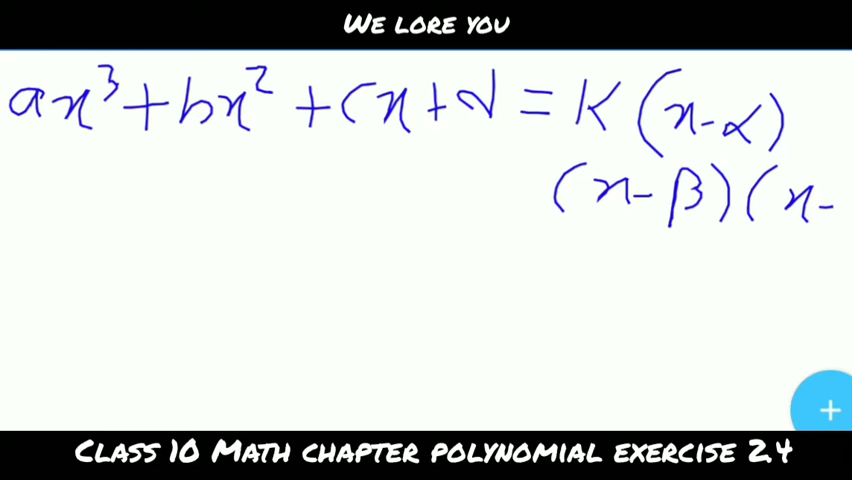 We lore you
ax³+bx²+cx+d = K(x-α)
(x-β)(x-
Class 10 Math chapter polynomial exercise 2.4